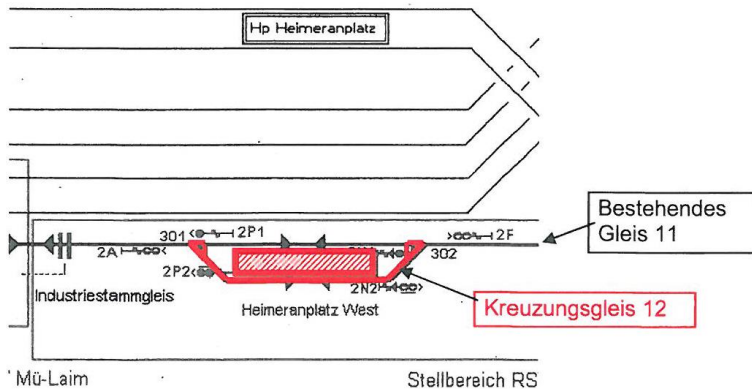 Hp Heimeranplatz
Bestehendes
Gleis 11
301
2P1
2F
2A
302
2P2
Industriestammgleis
2N2
Heimeranplatz West
Kreuzungsgleis 12
Mü-Laim
Stellbereich RS